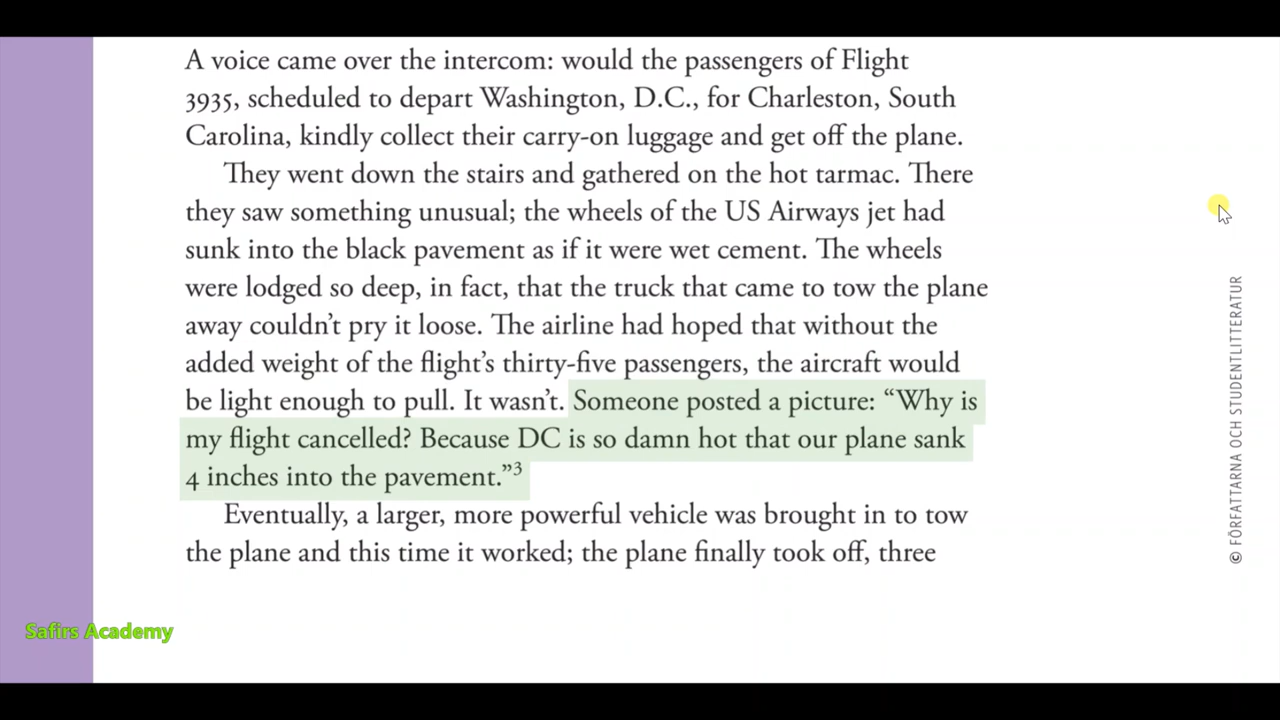 A voice came over the intercom: would the passengers of Flight
3935, scheduled to depart Washington, D.C., for Charleston, South
Carolina, kindly collect their carry-on luggage and get off the plane.
They went down the stairs and gathered on the hot tarmac. There
they saw something unusual; the wheels of the US Airways jet had
sunk into the black pavement as if it were wet cement. The wheels
were lodged so deep, in fact, that the truck that came to tow the plane
away couldn’t pry it loose. The airline had hoped that without the
added weight of the flight’s thirty-five passengers, the aircraft would
be light enough to pull. It wasn’t. Someone posted a picture: “Why is
my flight cancelled? Because DC is so damn hot that our plane sank
4 inches into the pavement.”³
Eventually, a larger, more powerful vehicle was brought in to tow
the plane and this time it worked; the plane finally took off, three
© FÖRFATTARNA OCH STUDENTLITTERATUR
Safirs Academy